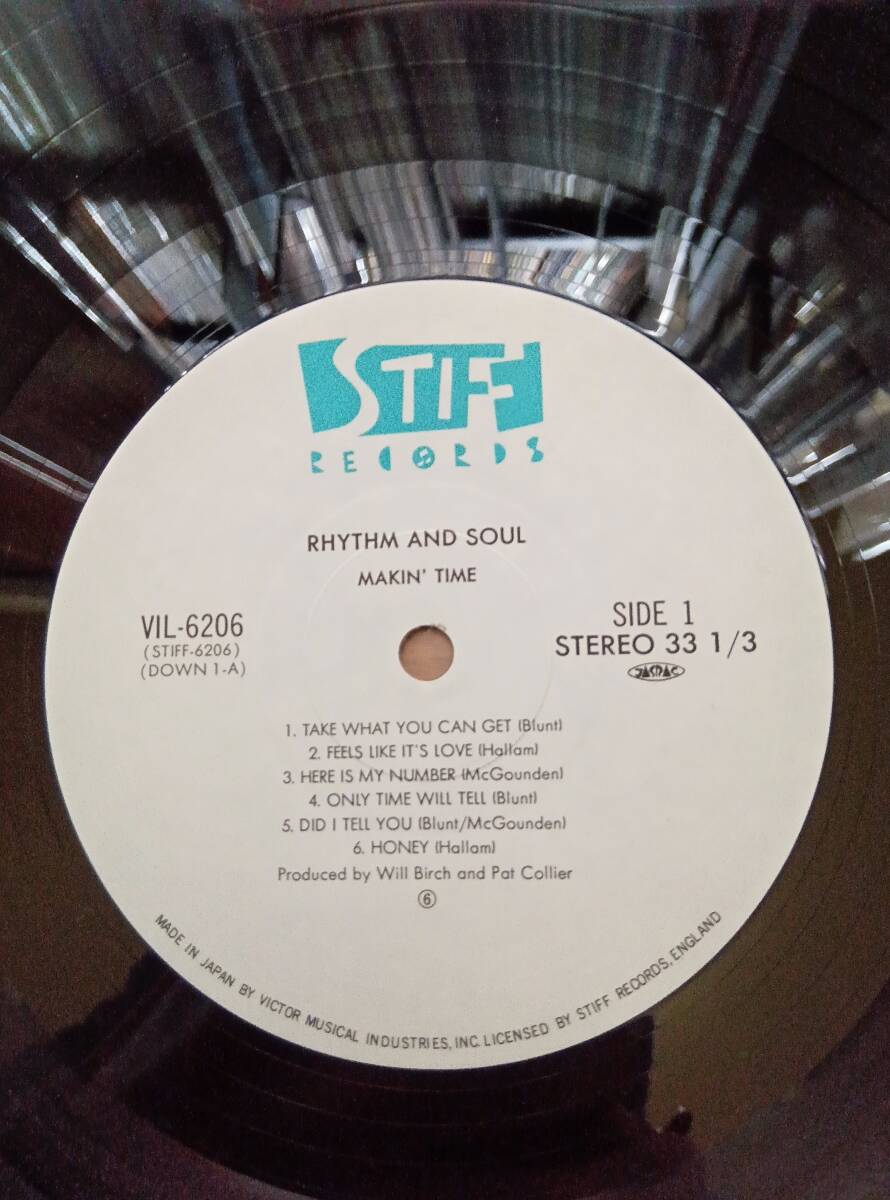 STIFF
RECORDS
RHYTHM AND SOUL
MAKIN' TIME
VIL-6206
(STIFF-6206)
(DOWN 1-A)
SIDE 1
STEREO 33 1/3
JASRAC
1. TAKE WHAT YOU CAN GET (Blunt)
2. FEELS LIKE IT'S LOVE (Hallam)
3. HERE IS MY NUMBER (McGounden)
4. ONLY TIME WILL TELL (Blunt)
5. DID I TELL YOU (Blunt/McGounden)
6. HONEY (Hallam)
Produced by Will Birch and Pat Collier
⑥
MADE IN JAPAN BY VICTOR MUSICAL INDUSTRIES, INC. LICENSED BY STIFF RECORDS, ENGLAND